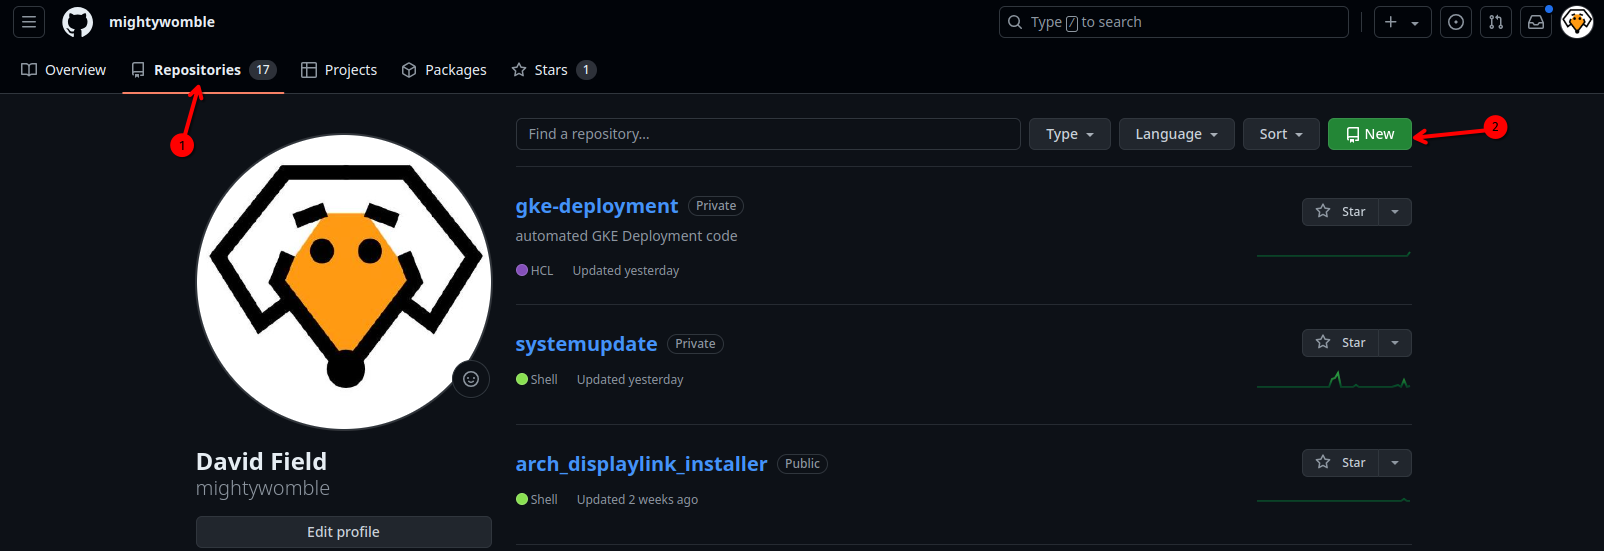 mightywomble
Type / to search
Overview Repositories 17 Projects Packages Stars 1
1
2
Find a repository...
Type Language Sort New
gke-deployment Private
Star
automated GKE Deployment code
HCL Updated yesterday
systemupdate Private
Star
Shell Updated yesterday
David Field
mightywomble
Edit profile
arch_displaylink_installer Public
Star
Shell Updated 2 weeks ago